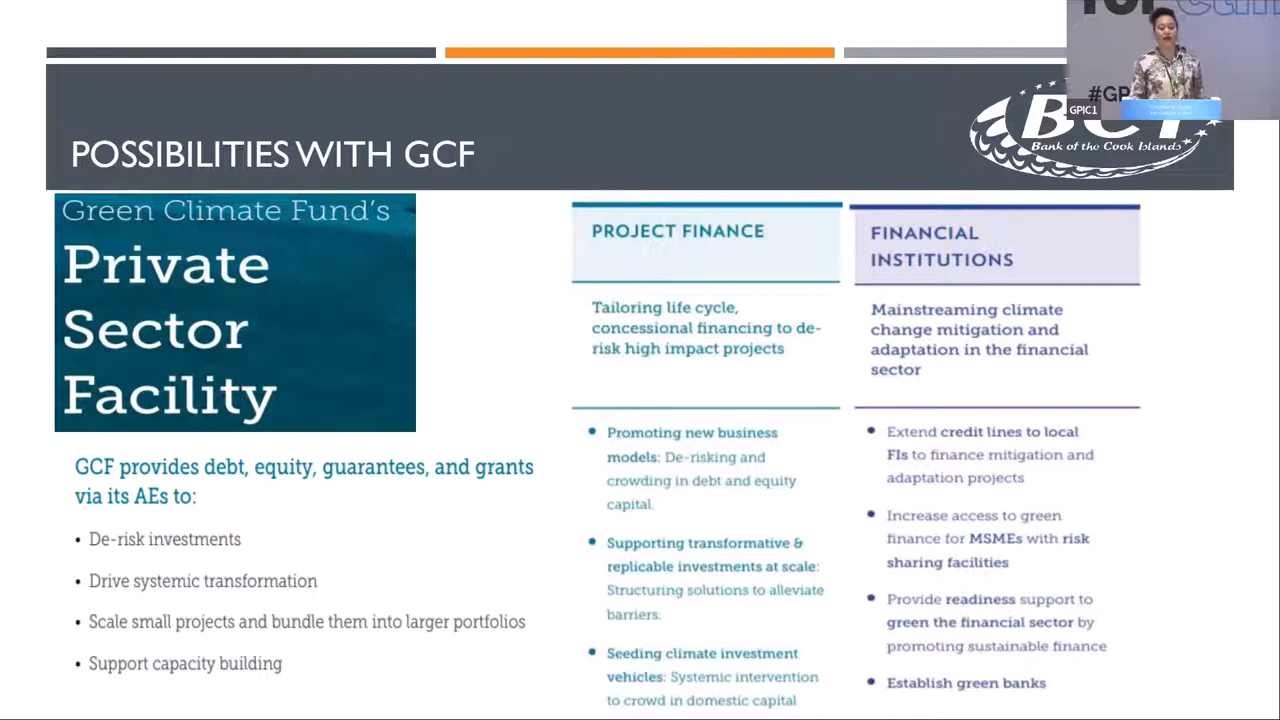 POSSIBILITIES WITH GCF
#GP
GPIC1
BCI
Bank of the Cook Islands
Green Climate Fund's
Private
Sector
Facility
GCF provides debt, equity, guarantees, and grants
via its AEs to:
• De-risk investments
• Drive systemic transformation
• Scale small projects and bundle them into larger portfolios
• Support capacity building
PROJECT FINANCE
Tailoring life cycle,
concessional financing to de-
risk high impact projects
• Promoting new business
models: De-risking and
crowding in debt and equity
capital.
• Supporting transformative &
replicable investments at scale:
Structuring solutions to alleviate
barriers.
• Seeding climate investment
vehicles: Systemic intervention
to crowd in domestic capital
FINANCIAL
INSTITUTIONS
Mainstreaming climate
change mitigation and
adaptation in the financial
sector
• Extend credit lines to local
FIs to finance mitigation and
adaptation projects
• Increase access to green
finance for MSMEs with risk
sharing facilities
• Provide readiness support to
green the financial sector by
promoting sustainable finance
• Establish green banks